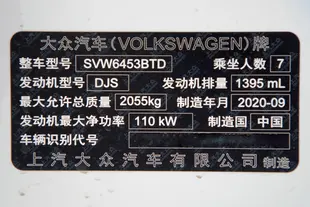 大众汽车(VOLKSWAGEN)牌
整车型号 SVW6453BTD 乘坐人数 7
发动机型号 DJS 发动机排量 1395 mL
最大允许总质量 2055kg 制造年月 2020-09
发动机最大净功率 110 kW 制造国 中国
车辆识别代号
上汽大众汽车有限公司 制造